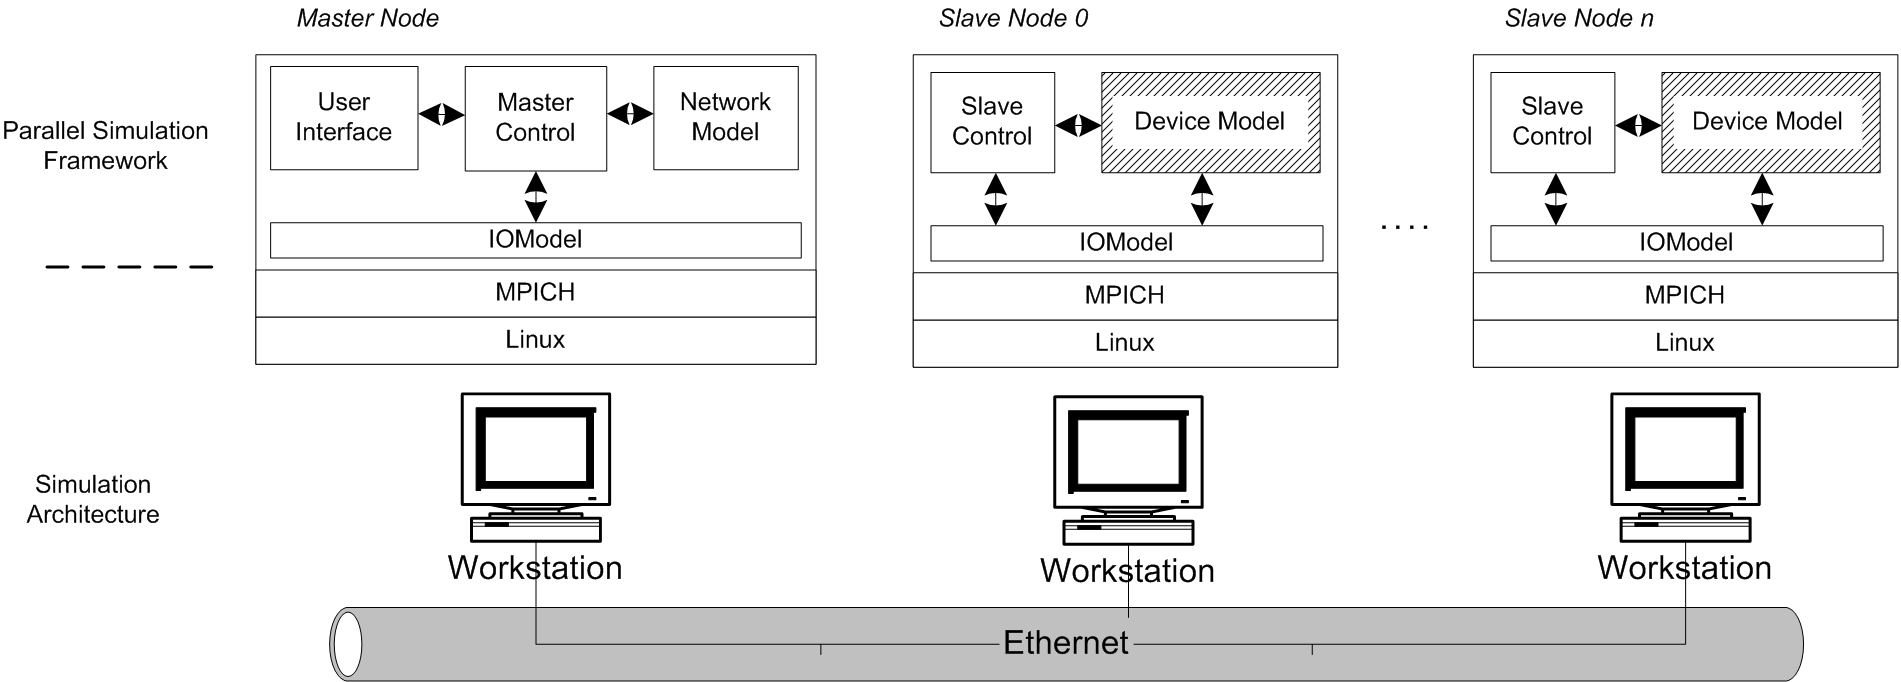 Master Node
Slave Node 0
Slave Node n
Parallel Simulation
Framework
User
Interface
Master
Control
Network
Model
IOModel
MPICH
Linux
Slave
Control
Device Model
IOModel
MPICH
Linux
....
Slave
Control
Device Model
IOModel
MPICH
Linux
Simulation
Architecture
Workstation
Workstation
Workstation
Ethernet